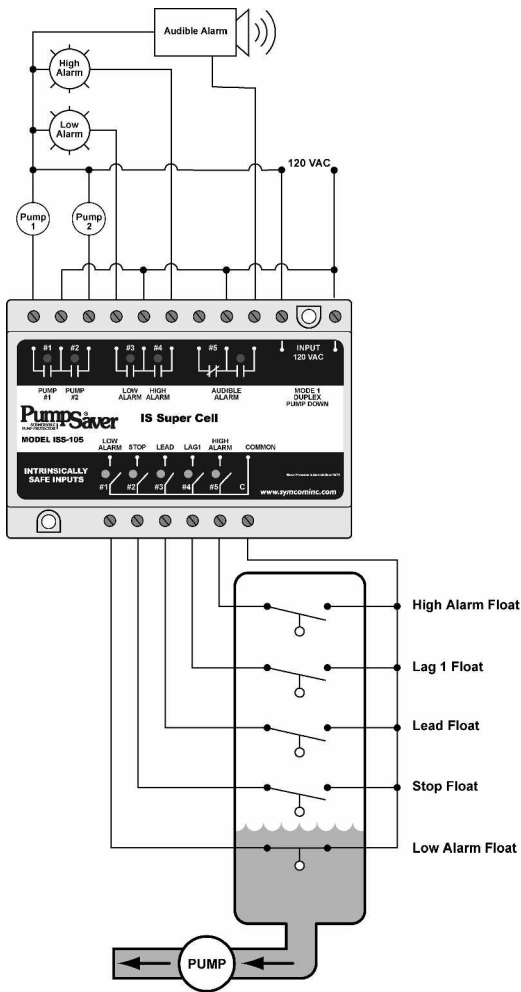 Audible Alarm
High
Alarm
Low
Alarm
120 VAC
Pump
1
Pump
2
#1 #2 #3 #4 #5 INPUT
120 VAC
PUMP
#1
PUMP
#2
LOW
ALARM
HIGH
ALARM
AUDIBLE
ALARM
MODE 1
DUPLEX
PUMP DOWN
PumpSaver®
SUBMERSIBLE
PUMP PROTECTOR
IS Super Cell
MODEL ISS-105
LOW
ALARM
STOP
LEAD
LAG1
HIGH
ALARM
COMMON
INTRINSICALLY
SAFE INPUTS
#1 #2 #3 #4 #5 C
www.symcominc.com
High Alarm Float
Lag 1 Float
Lead Float
Stop Float
Low Alarm Float
PUMP